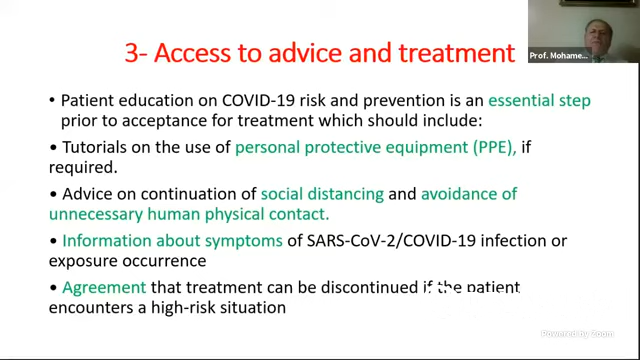 Prof. Mohame...
3- Access to advice and treatment
• Patient education on COVID-19 risk and prevention is an essential step
prior to acceptance for treatment which should include:
• Tutorials on the use of personal protective equipment (PPE), if
required.
• Advice on continuation of social distancing and avoidance of
unnecessary human physical contact.
• Information about symptoms of SARS-CoV-2/COVID-19 infection or
exposure occurrence
• Agreement that treatment can be discontinued if the patient
encounters a high-risk situation
Powered by Zoom